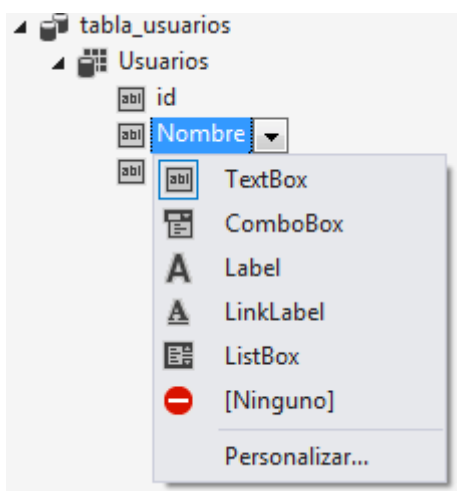 tabla_usuarios
Usuarios
id
Nombre
TextBox
ComboBox
Label
LinkLabel
ListBox
[Ninguno]
Personalizar...